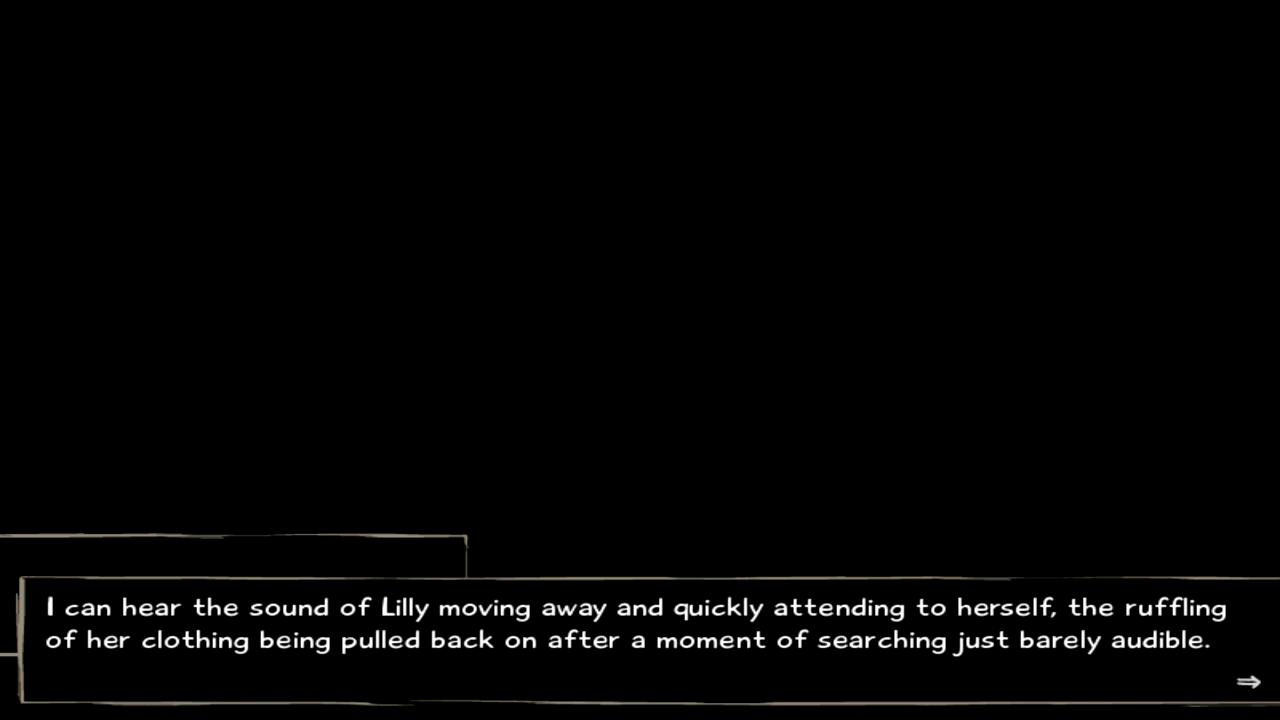 I can hear the sound of Lilly moving away and quickly attending to herself, the ruffling
of her clothing being pulled back on after a moment of searching just barely audible.